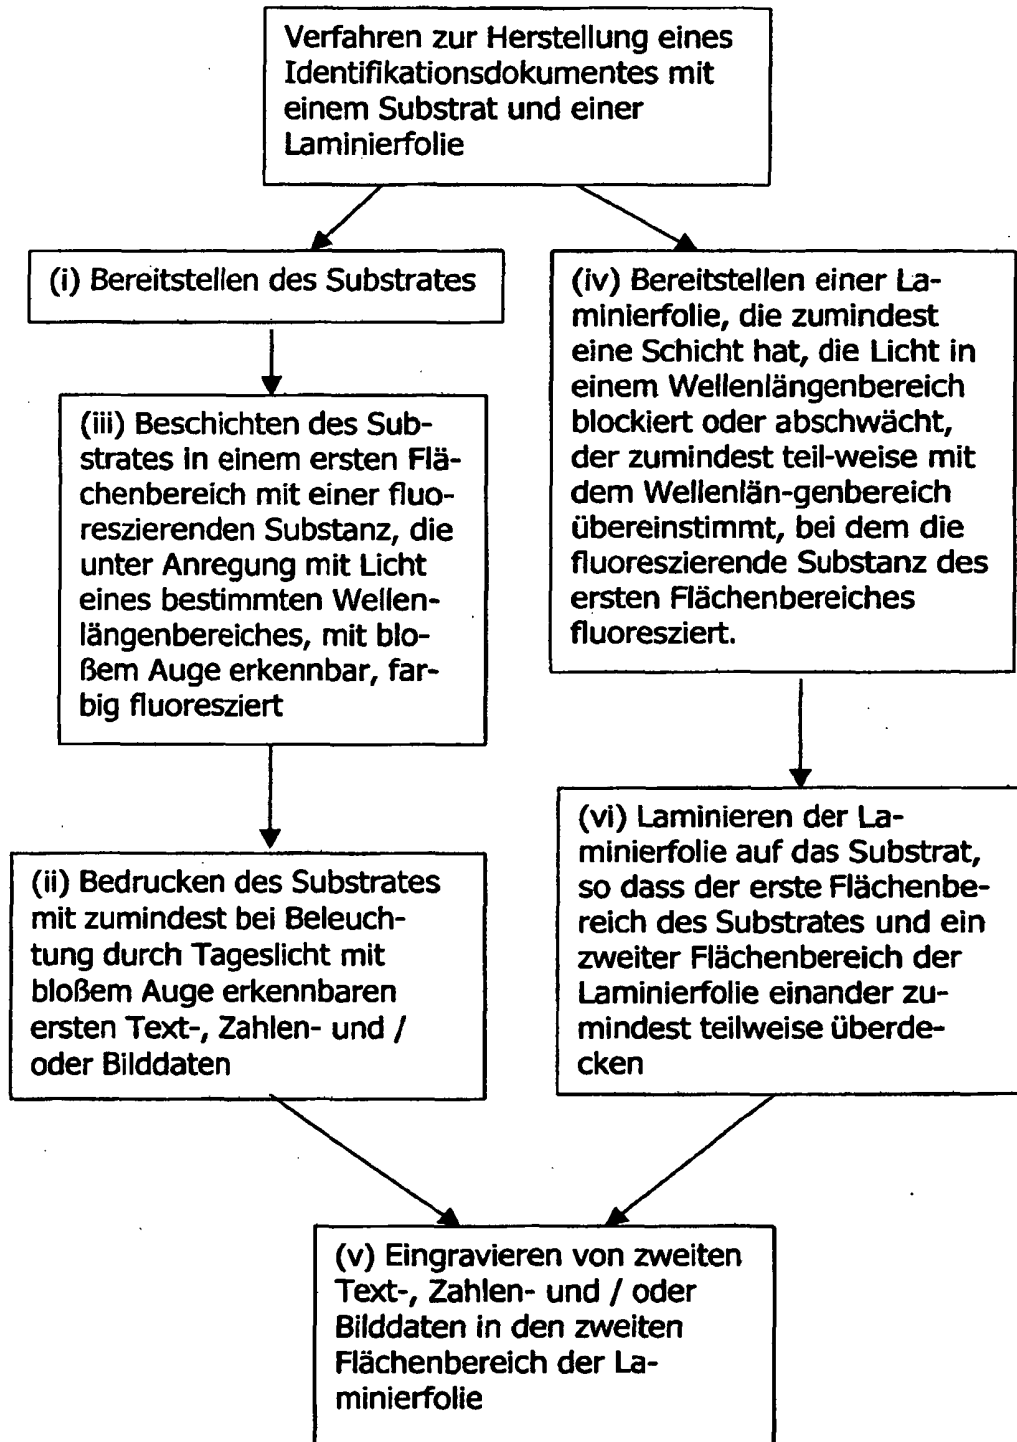 Verfahren zur Herstellung eines
Identifikationsdokumentes mit
einem Substrat und einer
Laminierfolie
(i) Bereitstellen des Substrates
(iii) Beschichten des Sub-
strates in einem ersten Flä-
chenbereich mit einer fluo-
reszierenden Substanz, die
unter Anregung mit Licht
eines bestimmten Wellen-
längenbereiches, mit blo-
ßem Auge erkennbar, far-
big fluoresziert
(ii) Bedrucken des Substrates
mit zumindest bei Beleuch-
tung durch Tageslicht mit
bloßem Auge erkennbaren
ersten Text-, Zahlen- und /
oder Bilddaten
(iv) Bereitstellen einer La-
minierfolie, die zumindest
eine Schicht hat, die Licht in
einem Wellenlängenbereich
blockiert oder abschwächt,
der zumindest teil-weise mit
dem Wellenlän-genbereich
übereinstimmt, bei dem die
fluoreszierende Substanz des
ersten Flächenbereiches
fluoresziert.
(vi) Laminieren der La-
minierfolie auf das Substrat,
so dass der erste Flächenbe-
reich des Substrates und ein
zweiter Flächenbereich der
Laminierfolie einander zu-
mindest teilweise überde-
cken
(v) Eingravieren von zweiten
Text-, Zahlen- und / oder
Bilddaten in den zweiten
Flächenbereich der La-
minierfolie